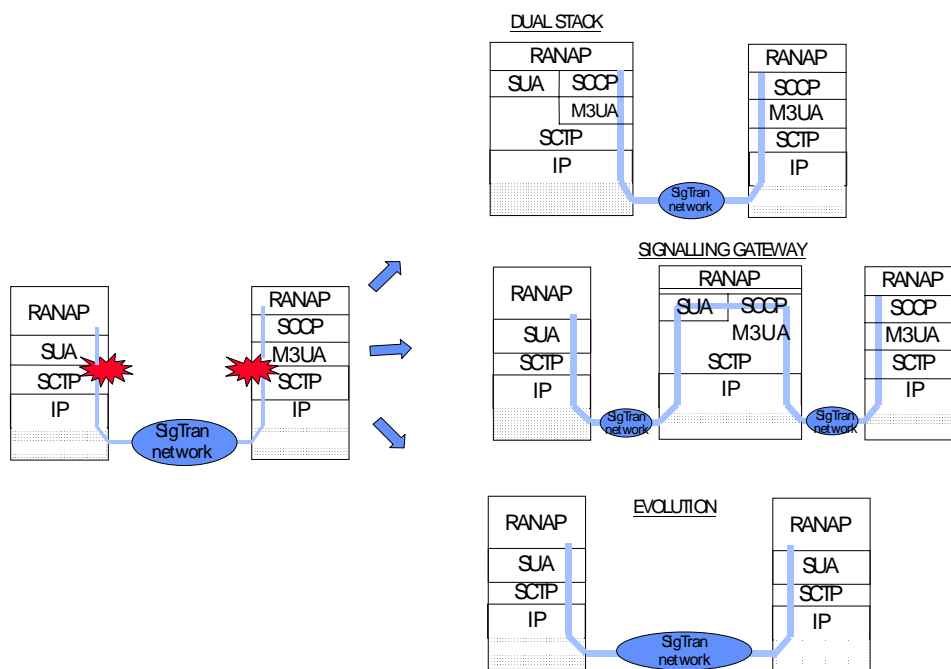 DUAL STACK
RANAP
SUA
SCCP
M3UA
SCTP
IP
SigTran
network
RANAP
SCCP
M3UA
SCTP
IP
RANAP
SUA
SCTP
IP
SigTran
network
RANAP
SCCP
M3UA
SCTP
IP
SIGNALLING GATEWAY
RANAP
SUA
SCTP
IP
SigTran
network
RANAP
SUA
SCCP
M3UA
SCTP
IP
SigTran
network
RANAP
SCCP
M3UA
SCTP
IP
EVOLUTION
RANAP
SUA
SCTP
IP
SigTran
network
RANAP
SUA
SCTP
IP